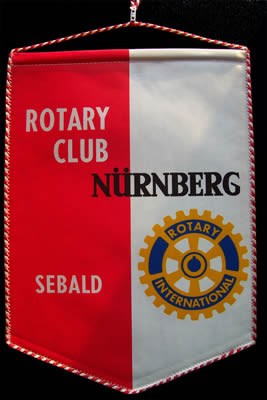 ROTARY
CLUB
NÜRNBERG
SEBALD
ROTARY
INTERNATIONAL